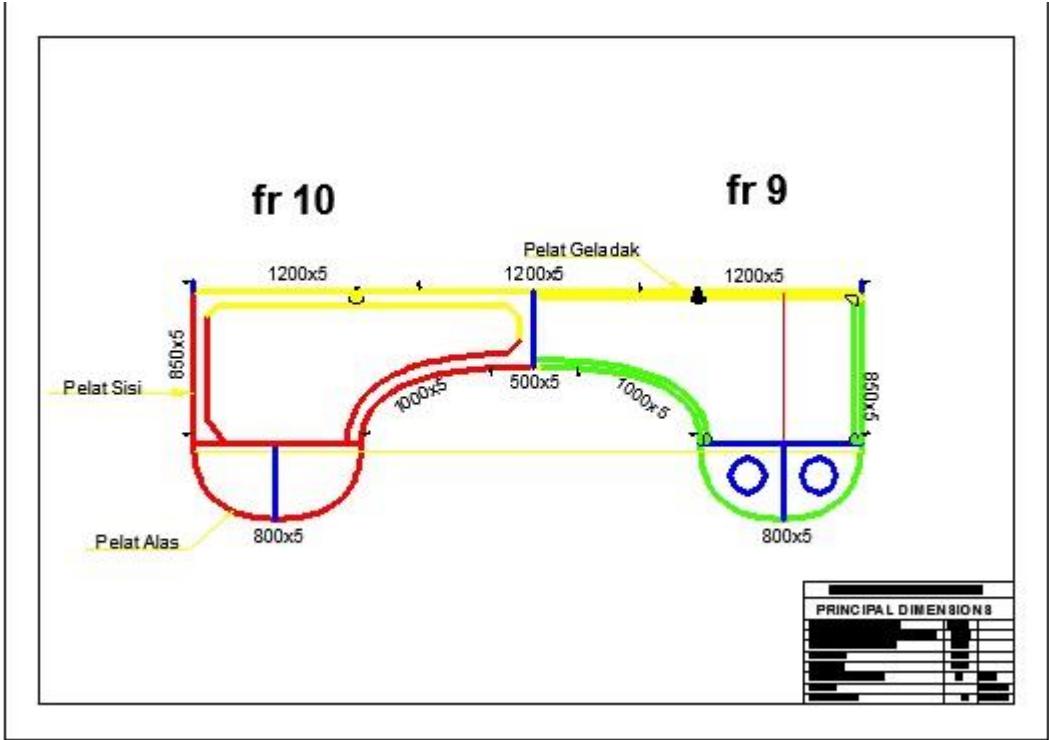 fr 10
fr 9
Pelat Geladak
1200x5
1200x5
1200x5
850x5
Pelat Sisi
1000x5
500x5
1000x5
850x5
Pelat Alas
800x5
800x5
PRINCIPAL DIMENSIONS